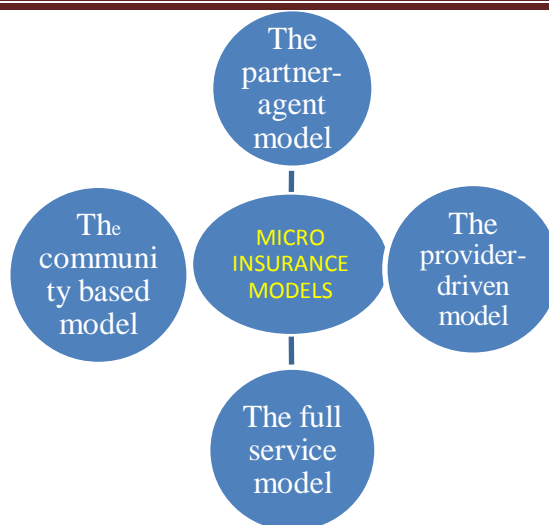 The
partner-
agent
model
The
communi
ty based
model
MICRO
INSURANCE
MODELS
The
provider-
driven
model
The full
service
model